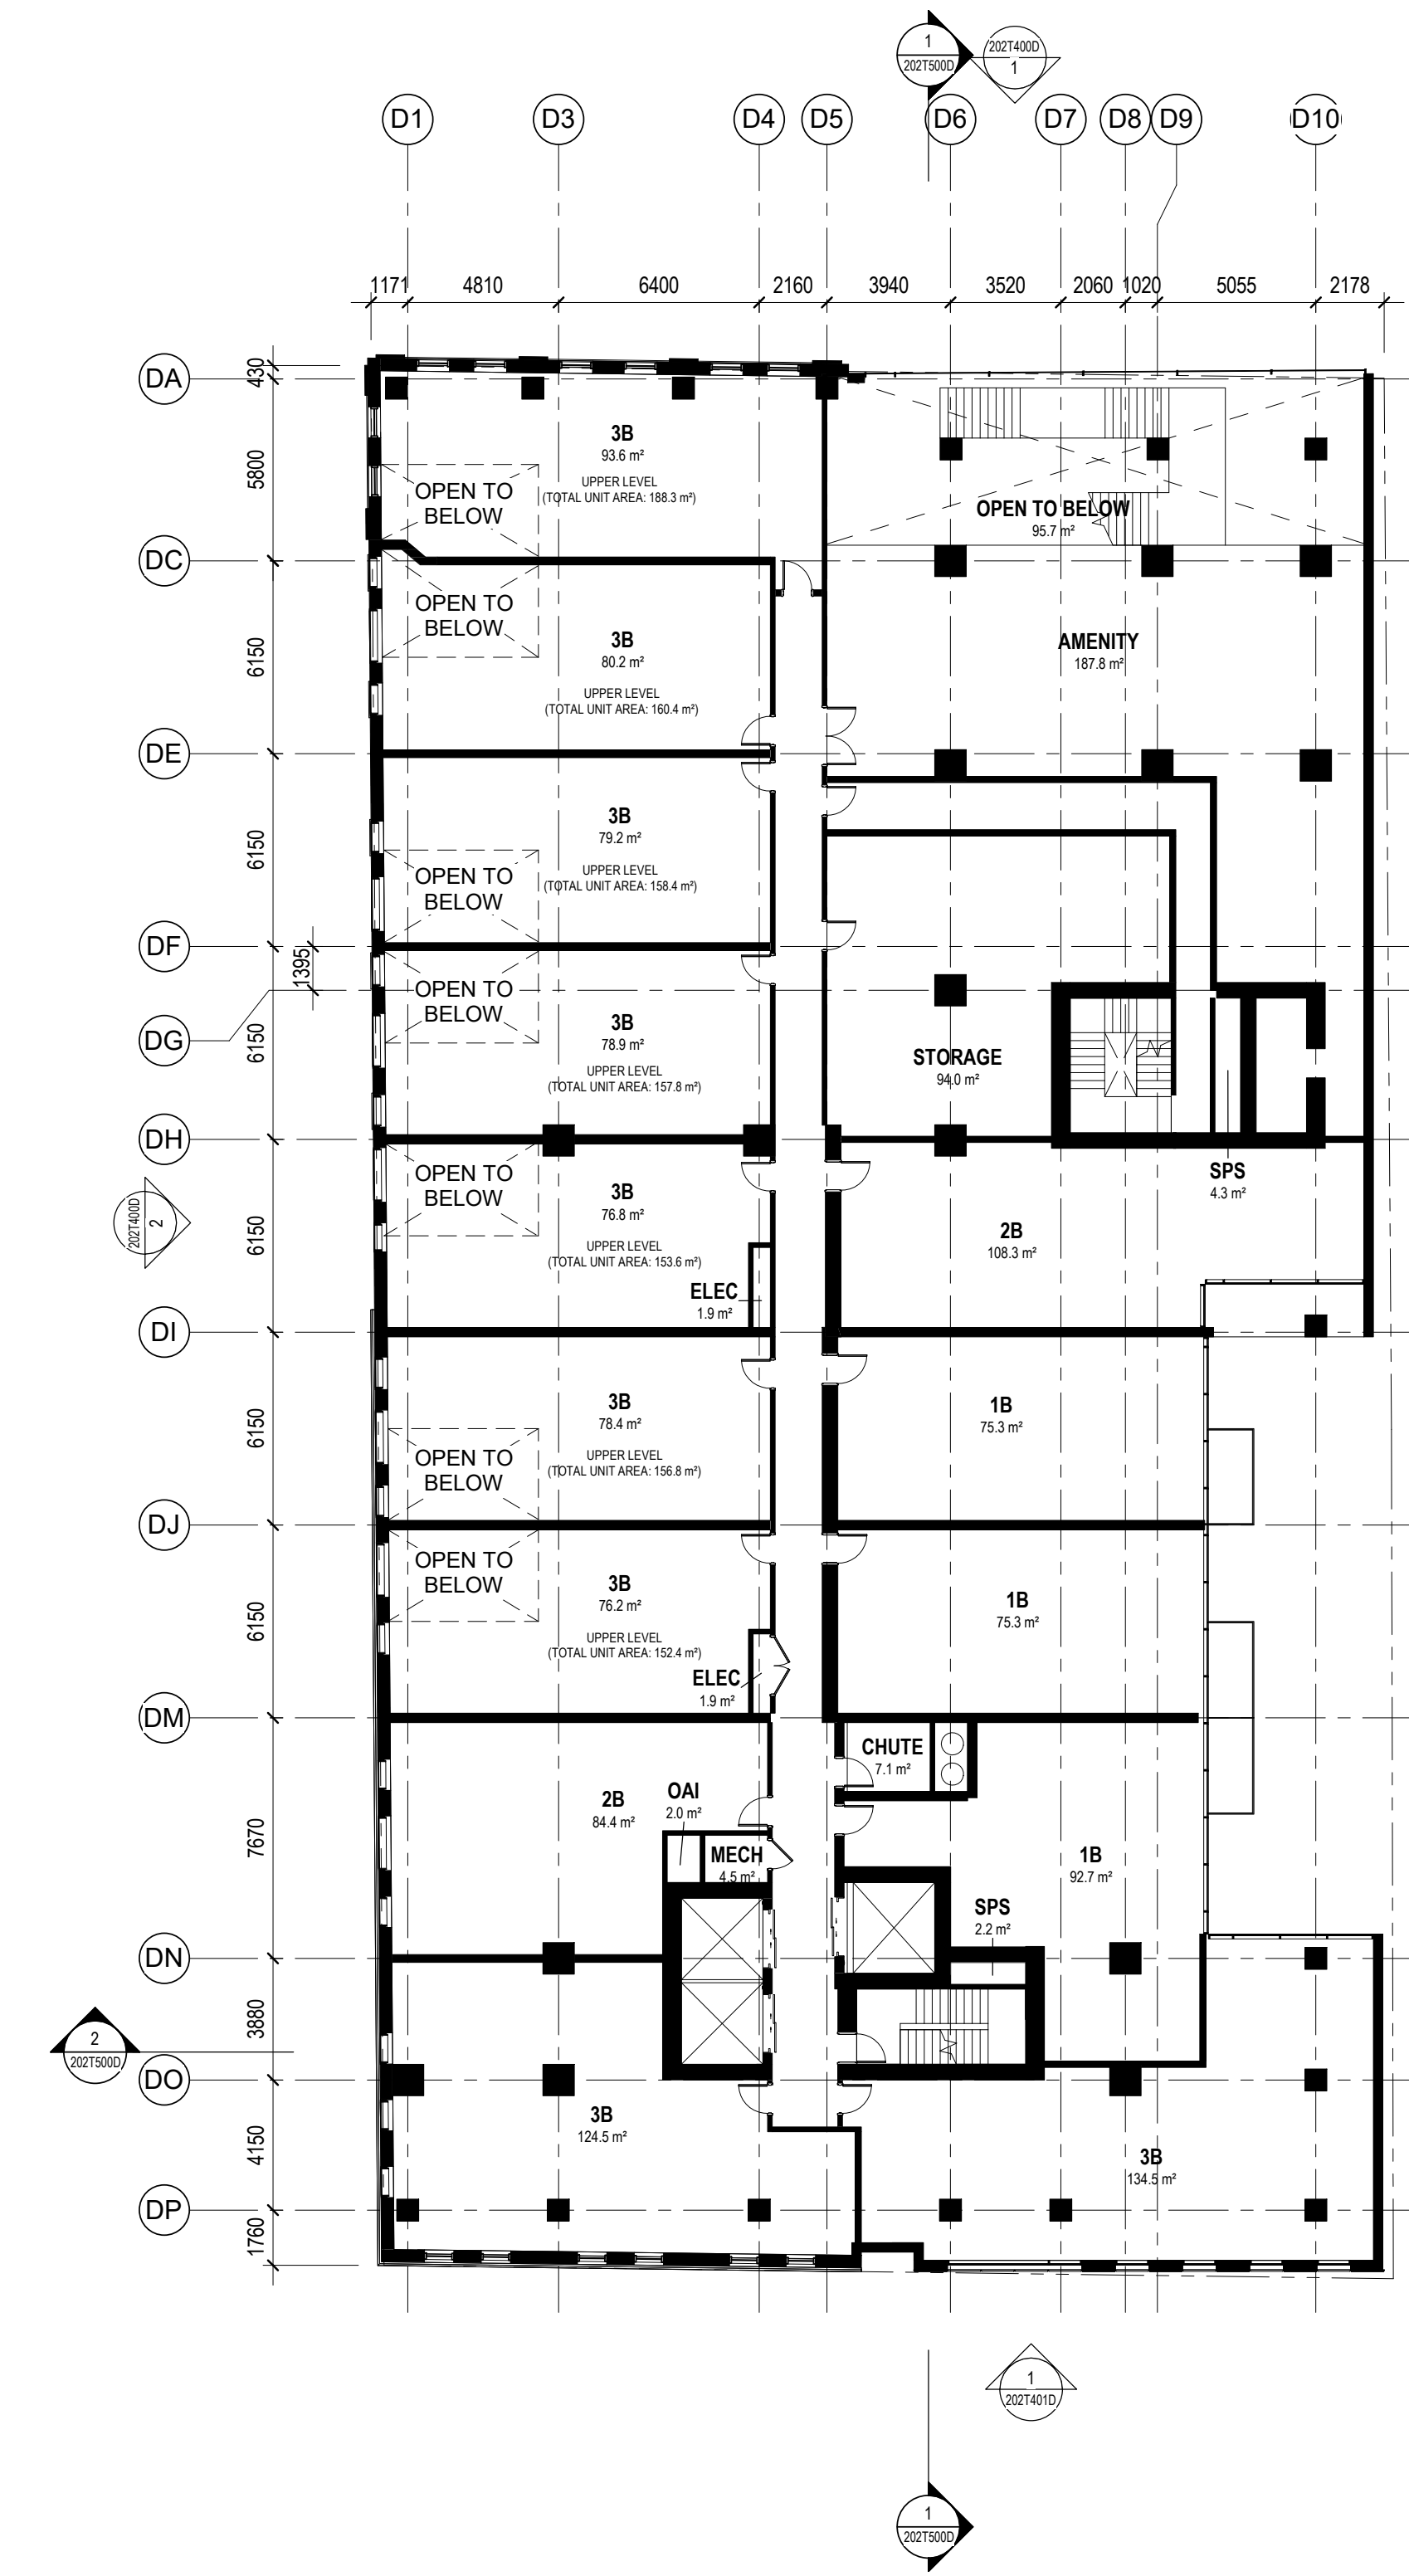 1
202T500D
202T400D
1
D1
D3
D4
D5
D6
D7
D8
D9
D10
1171
4810
6400
2160
3940
3520
2060
1020
5055
2178
DA
430
5800
3B
93.6 m²
UPPER LEVEL
(TOTAL UNIT AREA: 188.3 m²)
OPEN TO
BELOW
OPEN TO BELOW
95.7 m²
DC
OPEN TO
BELOW
6150
3B
80.2 m²
UPPER LEVEL
(TOTAL UNIT AREA: 160.4 m²)
AMENITY
187.8 m²
DE
6150
3B
79.2 m²
UPPER LEVEL
(TOTAL UNIT AREA: 158.4 m²)
OPEN TO
BELOW
DF
1395
OPEN TO
BELOW
DG
6150
3B
78.9 m²
UPPER LEVEL
(TOTAL UNIT AREA: 157.8 m²)
STORAGE
94.0 m²
DH
OPEN TO
BELOW
SPS
4.3 m²
202T400D
2
6150
3B
76.8 m²
UPPER LEVEL
(TOTAL UNIT AREA: 153.6 m²)
2B
108.3 m²
ELEC
1.9 m²
DI
6150
3B
78.4 m²
UPPER LEVEL
(TOTAL UNIT AREA: 156.8 m²)
1B
75.3 m²
OPEN TO
BELOW
DJ
OPEN TO
BELOW
6150
3B
76.2 m²
UPPER LEVEL
(TOTAL UNIT AREA: 152.4 m²)
1B
75.3 m²
ELEC
1.9 m²
DM
CHUTE
7.1 m²
7670
2B
84.4 m²
OAI
2.0 m²
MECH
4.5 m²
1B
92.7 m²
SPS
2.2 m²
DN
3880
2
202T500D
DO
3B
124.5 m²
4150
3B
134.5 m²
DP
1760
1
202T401D
1
202T500D